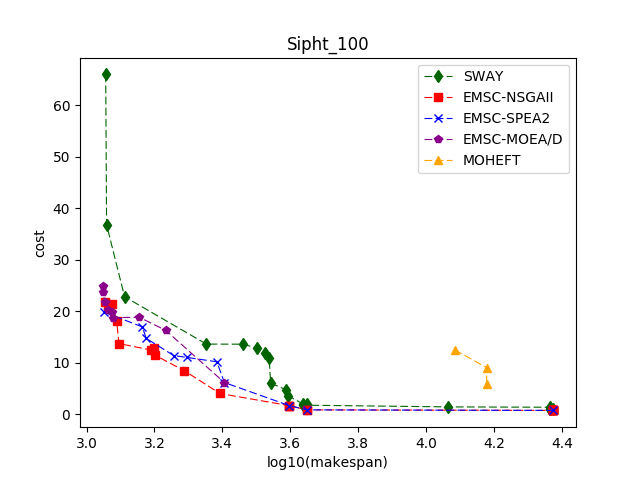 Sipht_100
SWAY
EMSC-NSGAII
EMSC-SPEA2
EMSC-MOEA/D
MOHEFT
60
50
40
30
20
10
0
cost
3.0 3.2 3.4 3.6 3.8 4.0 4.2 4.4
log10(makespan)